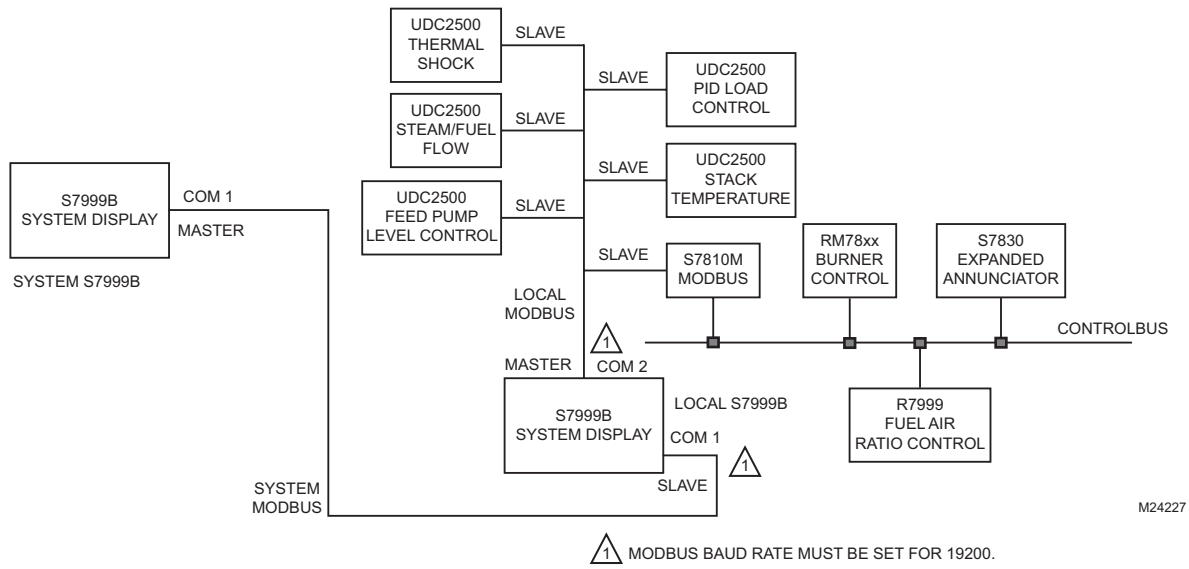 UDC2500
THERMAL
SHOCK
SLAVE
SLAVE
UDC2500
PID LOAD
CONTROL
UDC2500
STEAM/FUEL
FLOW
SLAVE
SLAVE
UDC2500
STACK
TEMPERATURE
S7999B
SYSTEM DISPLAY
COM 1
MASTER
SYSTEM S7999B
UDC2500
FEED PUMP
LEVEL CONTROL
SLAVE
SLAVE
S7810M
MODBUS
RM78xx
BURNER
CONTROL
S7830
EXPANDED
ANNUNCIATOR
LOCAL
MODBUS
CONTROLBUS
1
MASTER
COM 2
S7999B
SYSTEM DISPLAY
LOCAL S7999B
COM 1
1
SLAVE
R7999
FUEL AIR
RATIO CONTROL
SYSTEM
MODBUS
M24227
1 MODBUS BAUD RATE MUST BE SET FOR 19200.